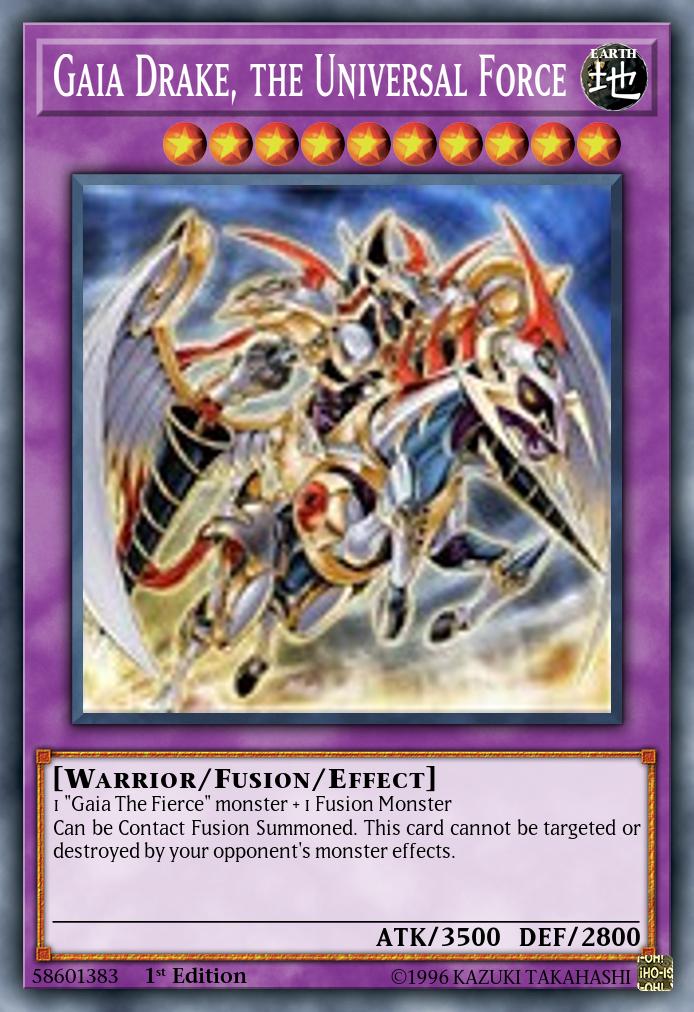 Gaia Drake, the Universal Force
EARTH
地
[Warrior/Fusion/Effect]
1 "Gaia The Fierce" monster + 1 Fusion Monster
Can be Contact Fusion Summoned. This card cannot be targeted or
destroyed by your opponent's monster effects.
ATK/3500 DEF/2800
58601383 1st Edition ©1996 KAZUKI TAKAHASHI